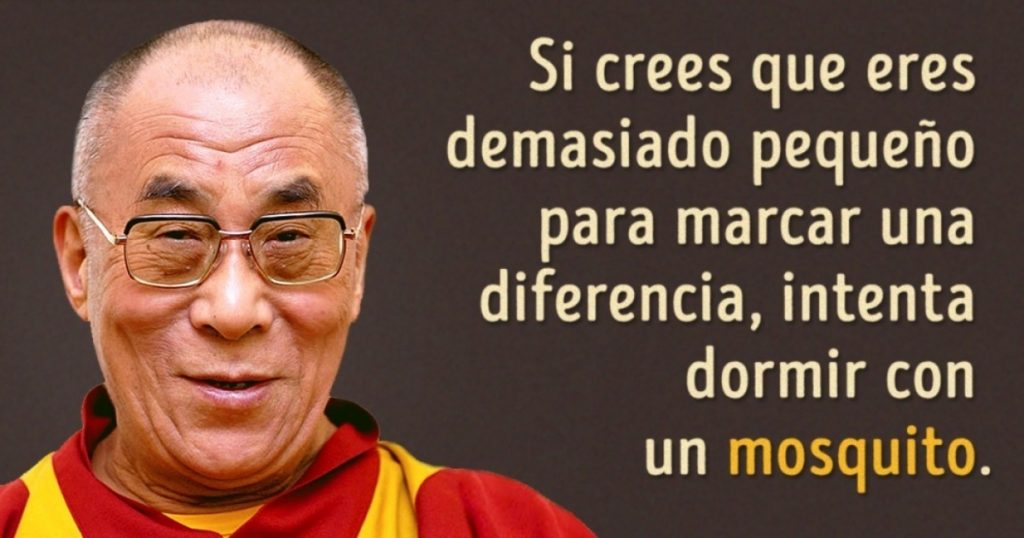 Si crees que eres
demasiado pequeño
para marcar una
diferencia, intenta
dormir con
un mosquito.